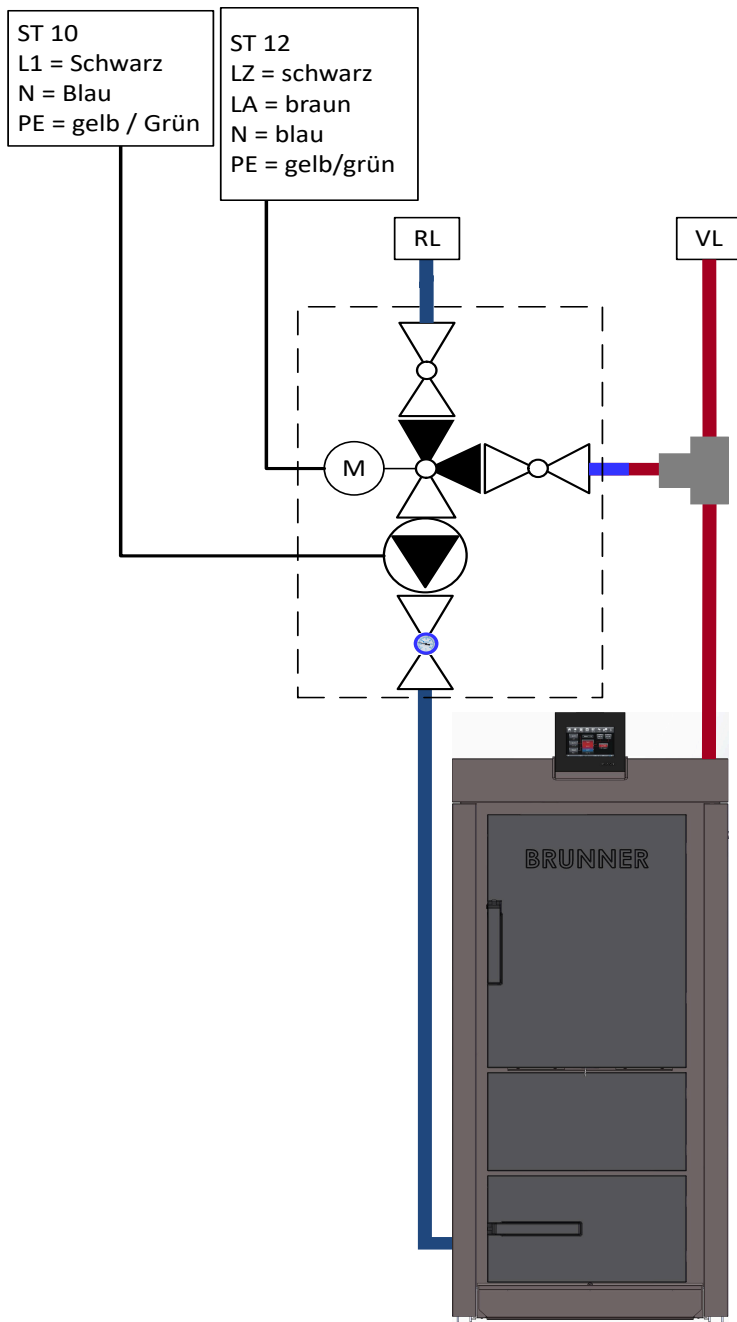 ST 10
L1 = Schwarz
N = Blau
PE = gelb / Grün
ST 12
LZ = schwarz
LA = braun
N = blau
PE = gelb/grün
RL
VL
M
BRUNNER